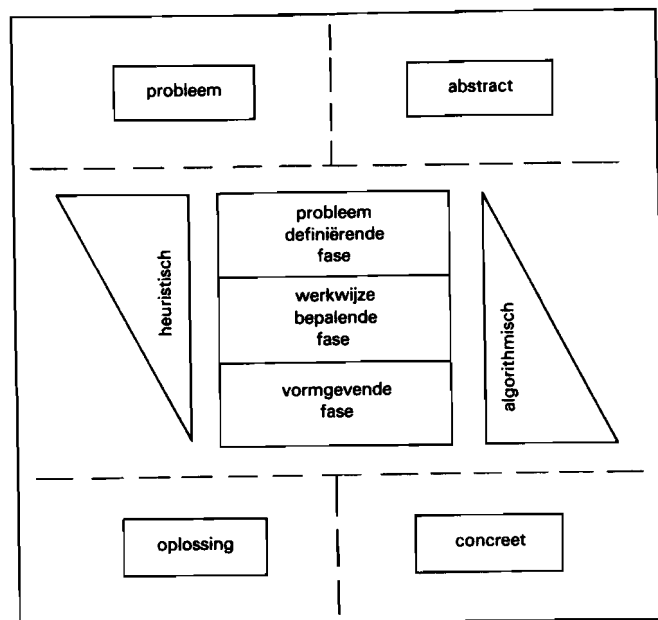 probleem
abstract
heuristisch
probleem
definiërende
fase
werkwijze
bepalende
fase
vormgevende
fase
algorithmisch
oplossing
concreet